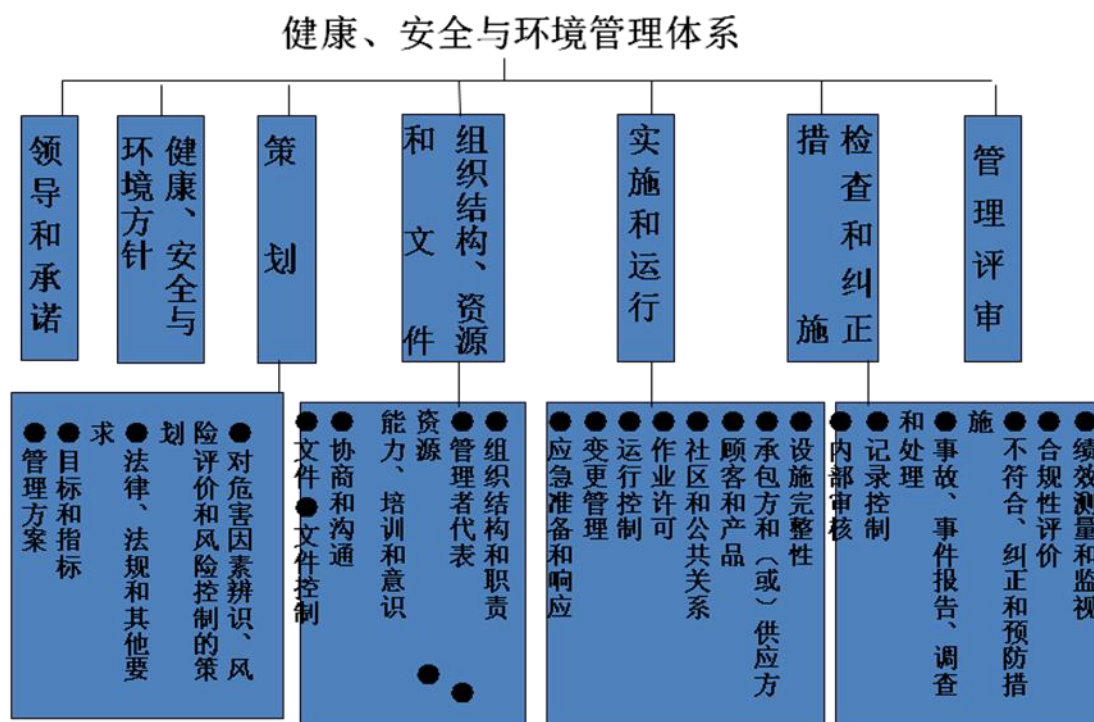 健康、安全与环境管理体系
领导和承诺
健康、安全与
环境方针
策划
组织结构、资源
和文件
实施和运行
检查和纠正
措施
管理评审
●对危害因素辨识、风
险评价和风险控制的策
划
●法律、法规和其他要
求
●目标和指标
●管理方案
●组织结构和职责
●管理者代表 ●
资源 ●
能力、培训和意识
●协商和沟通
●文件●文件控制
●设施完整性
●承包方和（或）供应方
●顾客和产品
●社区和公共关系
●作业许可
●运行控制
●变更管理
●应急准备和响应
●绩效测量和监视
●合规性评价
●不符合、纠正和预防措
施
●事故、事件报告、调查
和处理
●记录控制
●内部审核